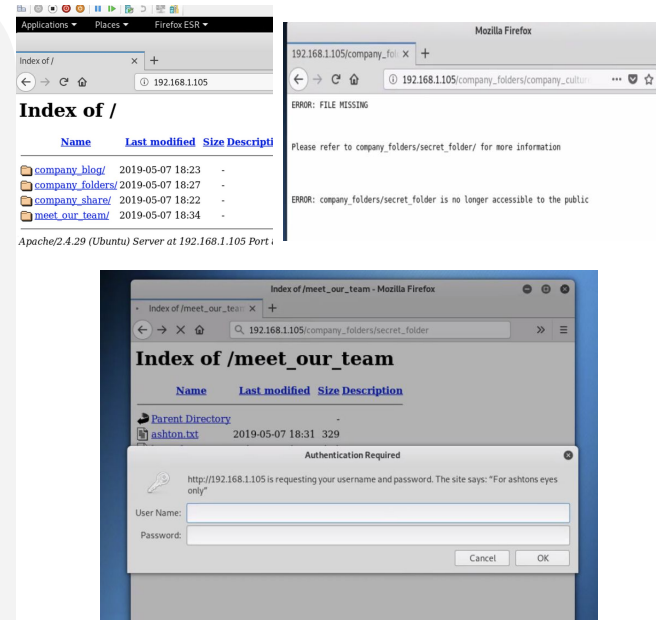 Applications Places Firefox ESR
Index of /
192.168.1.105
Index of /
Name Last modified Size
company_blog/ 2019-05-07 18:23 -
company_folders/ 2019-05-07 18:27 -
company_share/ 2019-05-07 18:22 -
meet_our_team/ 2019-05-07 18:34 -
Apache/2.4.29 (Ubuntu) Server at 192.168.1.105 Port
Mozilla Firefox
192.168.1.105/company_fol
192.168.1.105/company_folders/company_cultur
ERROR: FILE MISSING
Please refer to company_folders/secret_folder/ for more information
ERROR: company_folders/secret_folder is no longer accessible to the public
Index of /meet_our_team - Mozilla Firefox
Index of /meet_our_team
192.168.1.105/company_folders/secret_folder
Index of /meet_our_team
Name Last modified Size Description
Parent Directory -
ashton.txt 2019-05-07 18:31 329
Authentication Required
http://192.168.1.105 is requesting your username and password. The site says: "For ashtons eyes
only"
User Name:
Password:
Cancel OK